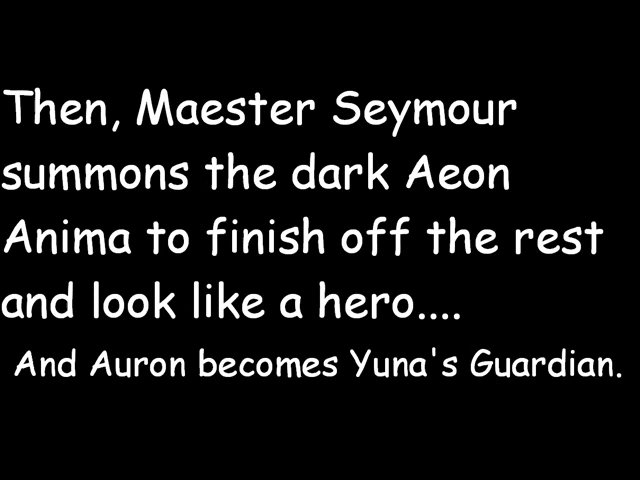 Then, Maester Seymour
summons the dark Aeon
Anima to finish off the rest
and look like a hero....
And Auron becomes Yuna's Guardian.